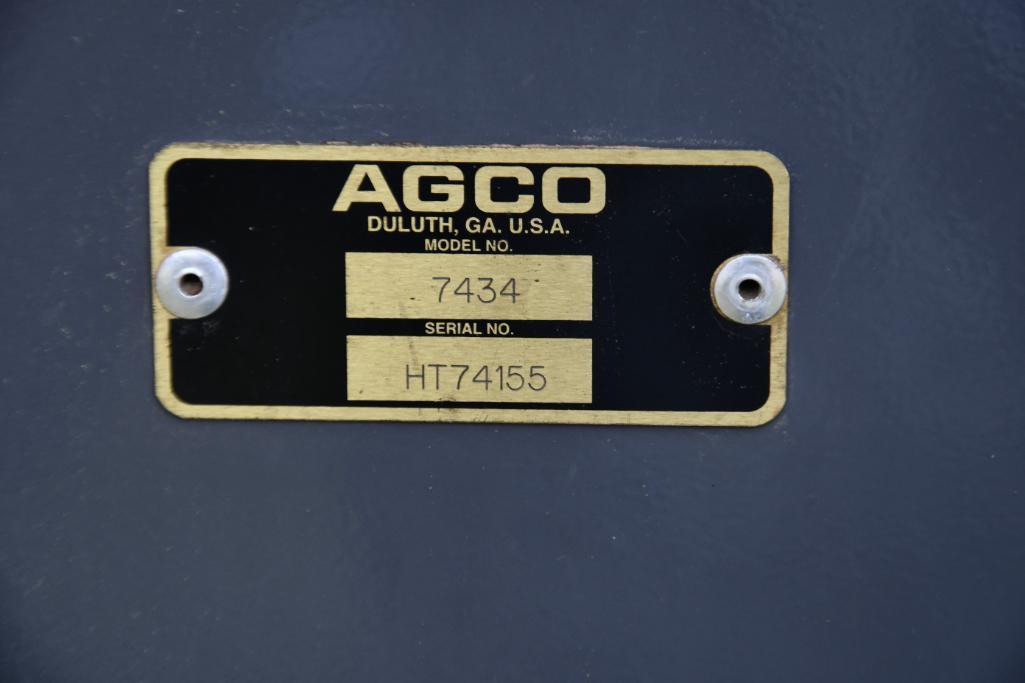 AGCO
DULUTH, GA. U.S.A.
MODEL NO.
7434
SERIAL NO.
HT74155